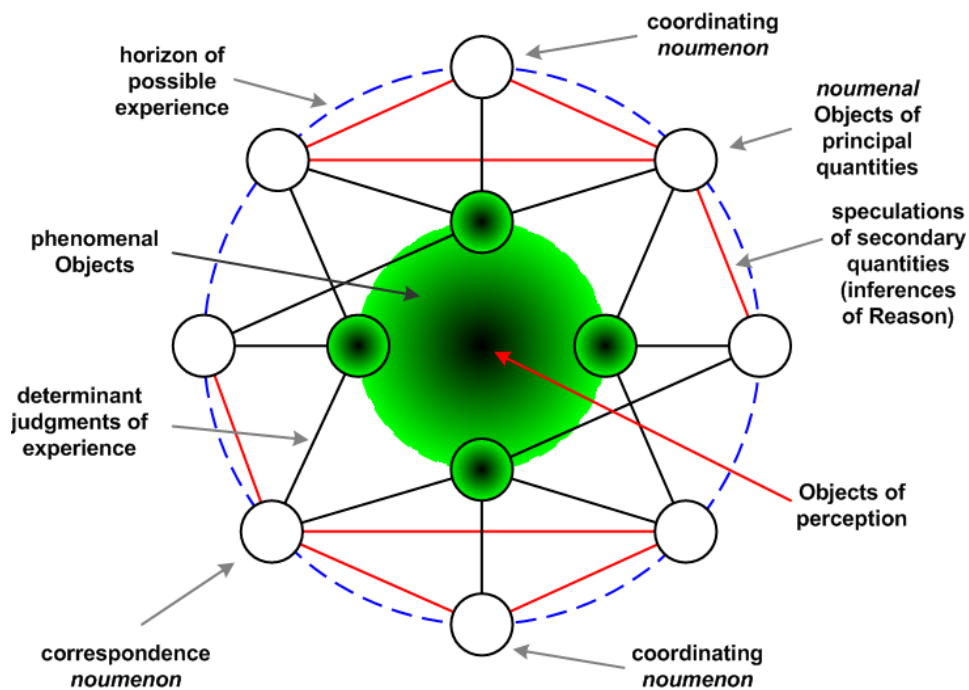 coordinating
noumenon
horizon of
possible
experience
noumenal
Objects of
principal
quantities
phenomenal
Objects
speculations
of secondary
quantities
(inferences
of Reason)
determinant
judgments of
experience
Objects of
perception
correspondence
noumenon
coordinating
noumenon